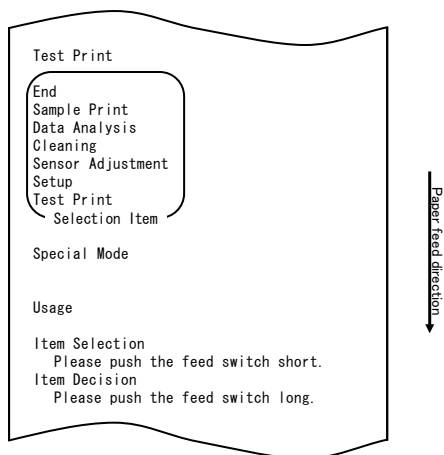 Test Print
End
Sample Print
Data Analysis
Cleaning
Sensor Adjustment
Setup
Test Print
Selection Item
Special Mode
Usage
Item Selection
Please push the feed switch short.
Item Decision
Please push the feed switch long.
Paper feed direction